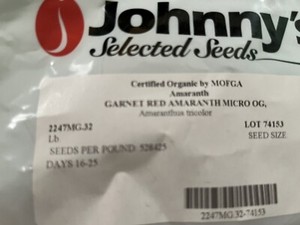 Johnny's
Selected Seeds
Certified Organic by MOFGA
Amaranth
GARNET RED AMARANTH MICRO OG,
Amaranthus tricolor
2247MG.32 LOT 74153
Lb SEED SIZE
SEEDS PER POUND 528425
DAYS 16-25
2247MG.32-74153